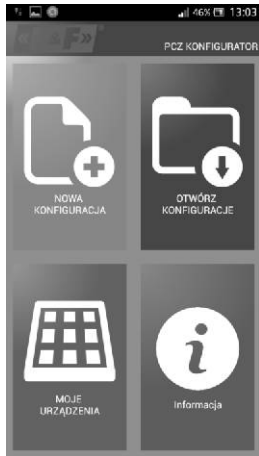 46% 13:03
«F»
PCZ KONFIGURATOR
NOWA
KONFIGURACJA
OTWÓRZ
KONFIGURACJE
MOJE
URZĄDZENIA
Informacja